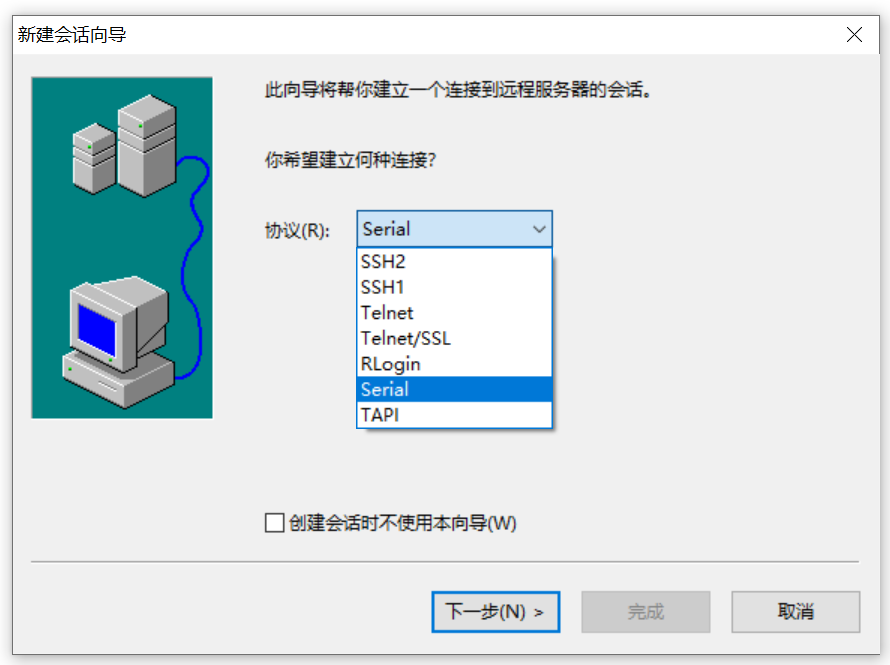 新建会话向导
此向导将帮你建立一个连接到远程服务器的会话。
你希望建立何种连接?
协议(R): Serial
SSH2
SSH1
Telnet
Telnet/SSL
RLogin
Serial
TAPI
创建会话时不使用本向导(W)
下一步(N) > 完成 取消